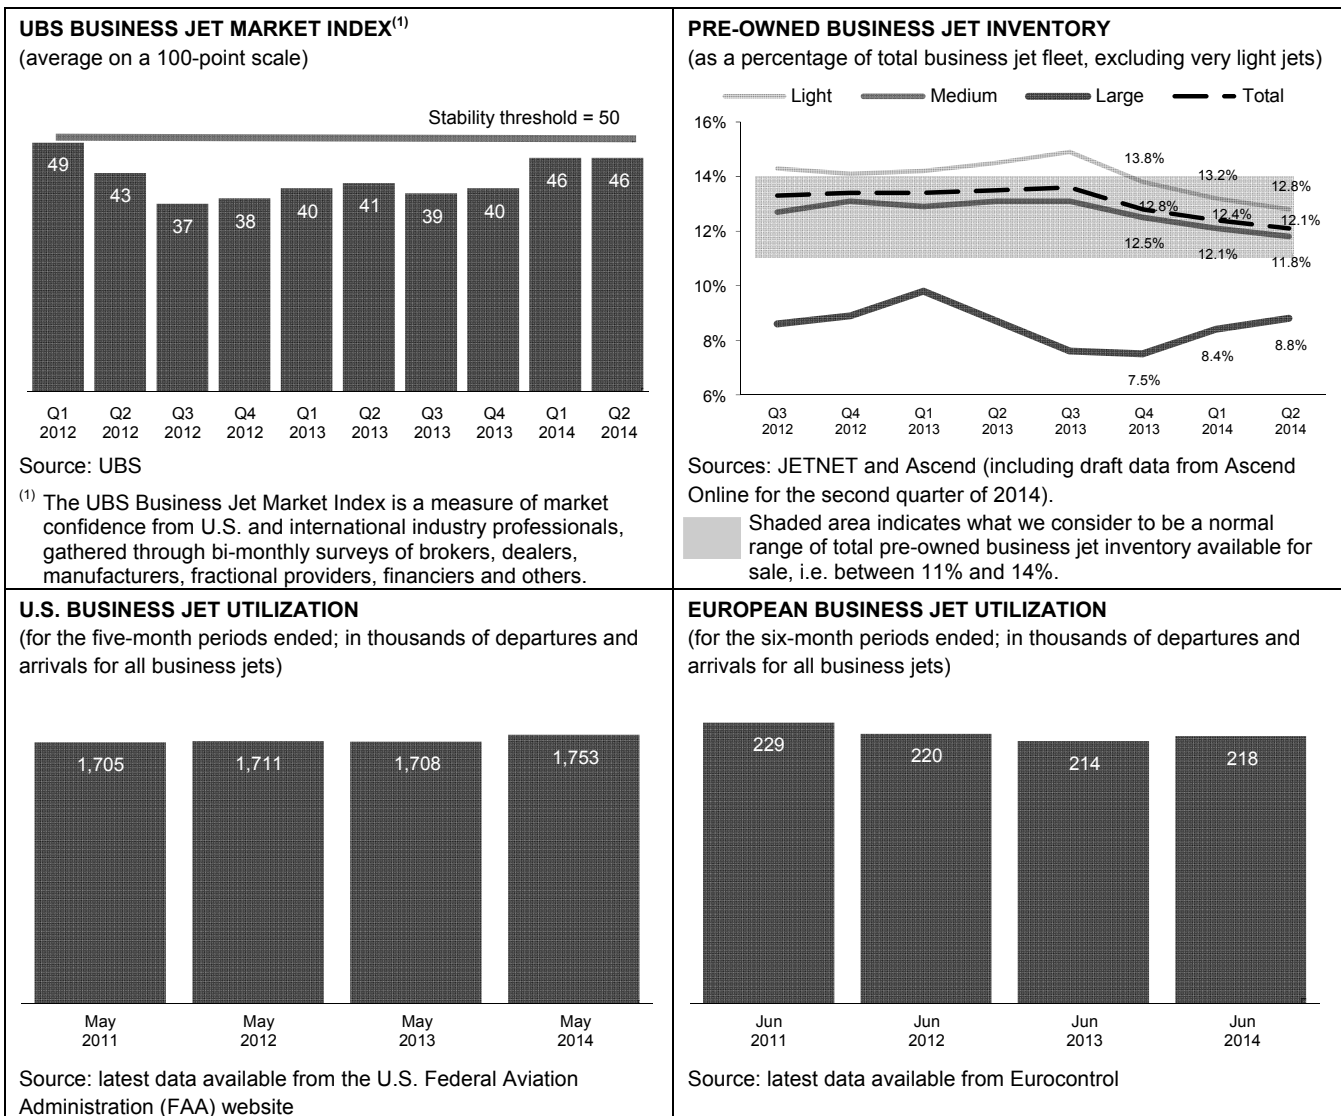 UBS BUSINESS JET MARKET INDEX(1)
(average on a 100-point scale)
Stability threshold = 50
49
43
37
38
40
41
39
40
46
46
Q1 Q2 Q3 Q4 Q1 Q2 Q3 Q4 Q1 Q2
2012 2012 2012 2012 2013 2013 2013 2013 2014 2014
Source: UBS
(1) The UBS Business Jet Market Index is a measure of market
confidence from U.S. and international industry professionals,
gathered through bi-monthly surveys of brokers, dealers,
manufacturers, fractional providers, financiers and others.
PRE-OWNED BUSINESS JET INVENTORY
(as a percentage of total business jet fleet, excluding very light jets)
Light Medium Large Total
16%
14%
12%
10%
8%
6%
13.8%
13.2%
12.8%
12.8%
12.4%
12.1%
12.5%
12.1%
11.8%
7.5%
8.4%
8.8%
Q3 Q4 Q1 Q2 Q3 Q4 Q1 Q2
2012 2012 2013 2013 2013 2013 2014 2014
Sources: JETNET and Ascend (including draft data from Ascend
Online for the second quarter of 2014).
Shaded area indicates what we consider to be a normal
range of total pre-owned business jet inventory available for
sale, i.e. between 11% and 14%.
U.S. BUSINESS JET UTILIZATION
(for the five-month periods ended; in thousands of departures and
arrivals for all business jets)
1,705
1,711
1,708
1,753
May May May May
2011 2012 2013 2014
Source: latest data available from the U.S. Federal Aviation
Administration (FAA) website
EUROPEAN BUSINESS JET UTILIZATION
(for the six-month periods ended; in thousands of departures and
arrivals for all business jets)
229
220
214
218
Jun Jun Jun Jun
2011 2012 2013 2014
Source: latest data available from Eurocontrol